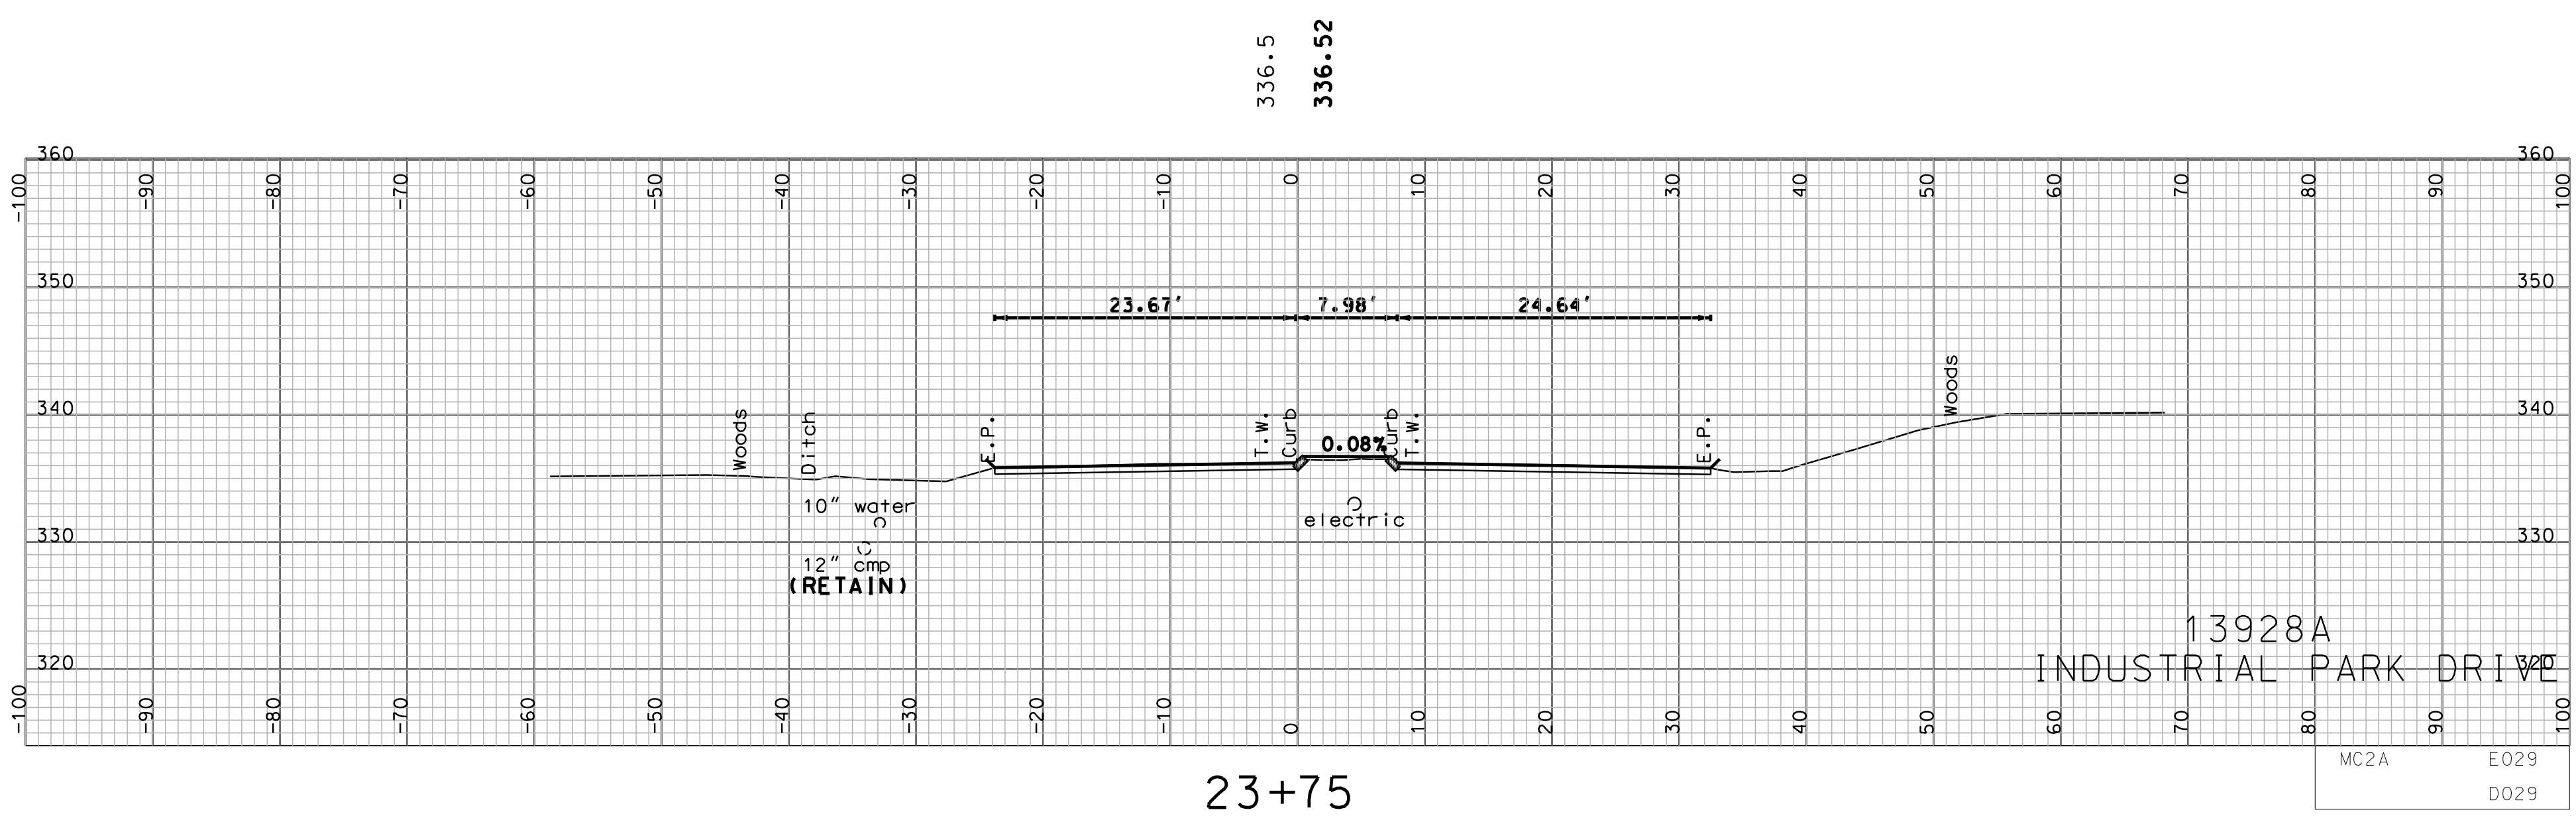 336.5
336.52
360 360
-100 -90 -80 -70 -60 -50 -40 -30 -20 -10 0 10 20 30 40 50 60 70 80 90 100
350 350
23.67' 7.98' 24.64'
340 340
Woods
Ditch
E.P.
T.W.
Curb
0.08%
Curb
T.W.
E.P.
Woods
10" water
electric
330 330
12" cmp
(RETAIN)
13928A
320 320
INDUSTRIAL PARK DRIVE
-100 -90 -80 -70 -60 -50 -40 -30 -20 -10 0 10 20 30 40 50 60 70 80 90 100
MC2A E029
23+75
D029